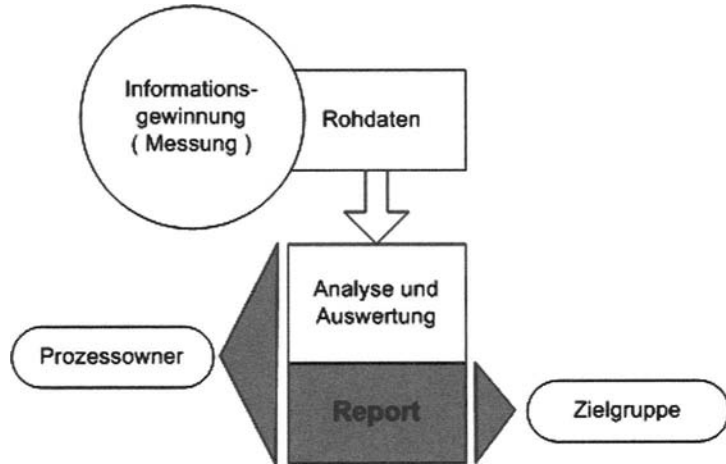 Informations-
gewinnung
( Messung )
Rohdaten
Analyse und
Auswertung
Prozessowner
Report
Zielgruppe